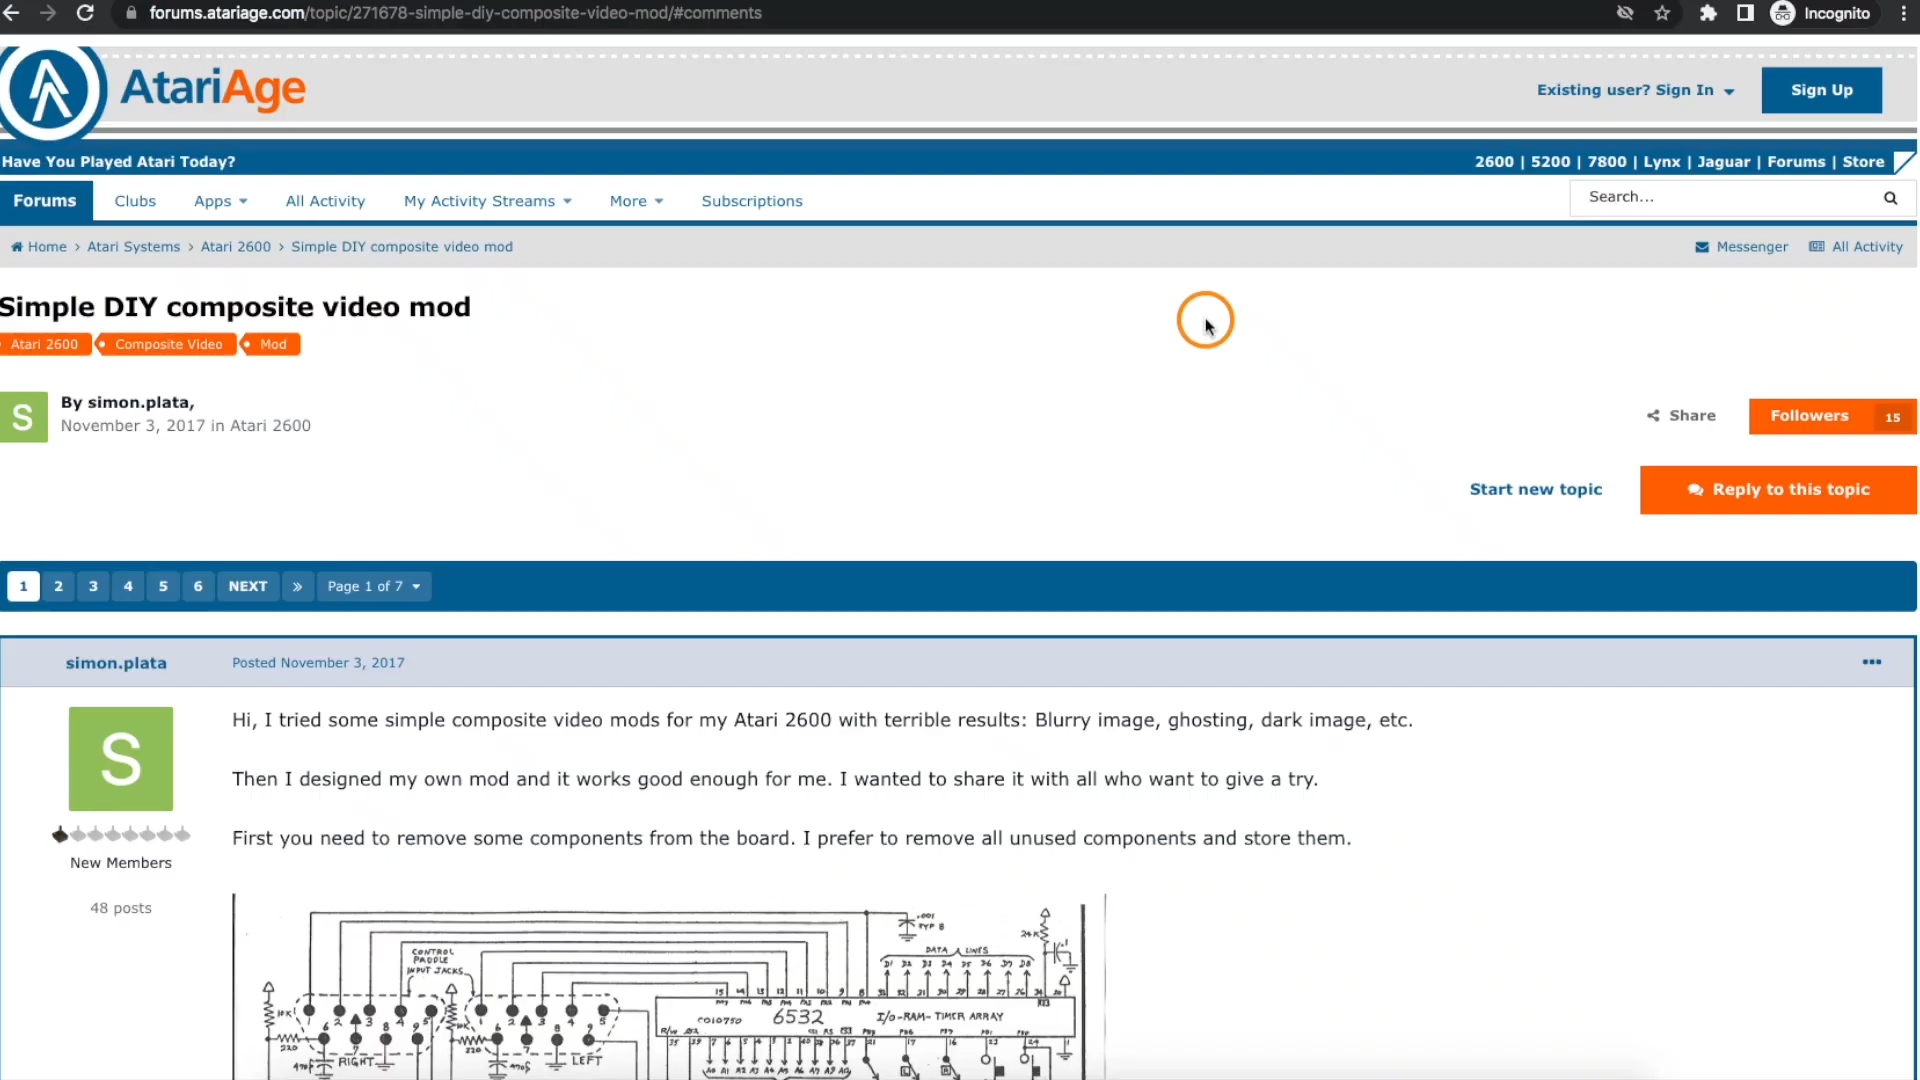 forums.atariage.com/topic/271678-simple-diy-composite-video-mod/#comments
Incognito
AtariAge
Existing user? Sign In
Sign Up
Have You Played Atari Today?
2600 | 5200 | 7800 | Lynx | Jaguar | Forums | Store
Forums
Clubs
Apps
All Activity
My Activity Streams
More
Subscriptions
Search...
Home > Atari Systems > Atari 2600 > Simple DIY composite video mod
Messenger
All Activity
Simple DIY composite video mod
Atari 2600
Composite Video
Mod
S
By simon.plata,
November 3, 2017 in Atari 2600
Share
Followers 15
Start new topic
Reply to this topic
1 2 3 4 5 6 NEXT » Page 1 of 7
simon.plata
Posted November 3, 2017
S
New Members
48 posts
Hi, I tried some simple composite video mods for my Atari 2600 with terrible results: Blurry image, ghosting, dark image, etc.
Then I designed my own mod and it works good enough for me. I wanted to share it with all who want to give a try.
First you need to remove some components from the board. I prefer to remove all unused components and store them.
.001
TYP 8
24K
.1
CONTROL
PADDLE
INPUT JACKS
DATA LINES
CO10750
6532
I/O-RAM-TIMER ARRAY
10K
220
220
RIGHT
LEFT